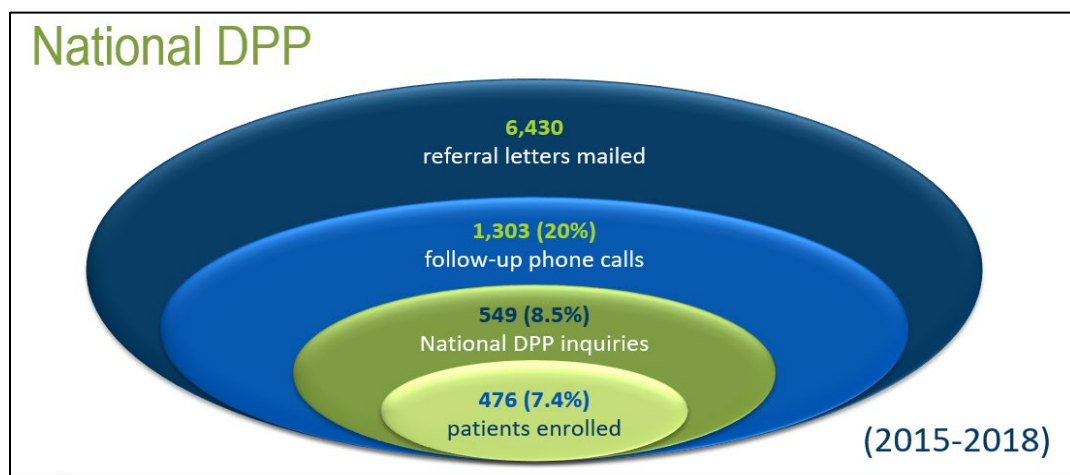 National DPP
6,430
referral letters mailed
1,303 (20%)
follow-up phone calls
549 (8.5%)
National DPP inquiries
476 (7.4%)
patients enrolled
(2015-2018)